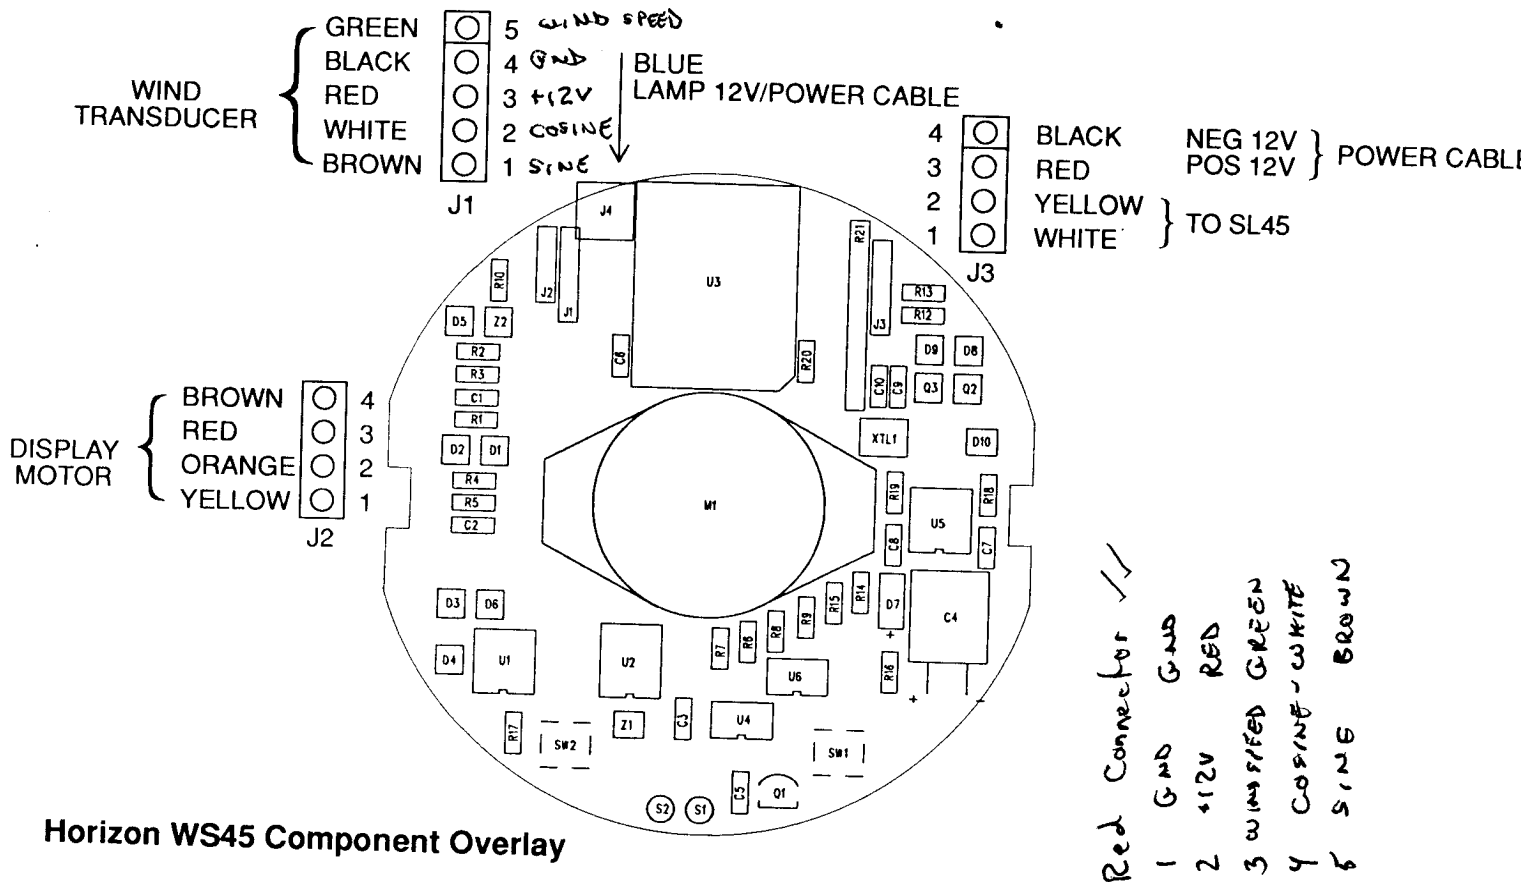 GREEN 5 WIND SPEED
BLACK 4 GND
RED 3 +12V
WHITE 2 COSINE
BROWN 1 SINE
WIND
TRANSDUCER
J1
BLUE
LAMP 12V/POWER CABLE
4 BLACK NEG 12V
3 RED POS 12V
POWER CABLE
2 YELLOW
1 WHITE
TO SL45
J3
BROWN 4
RED 3
ORANGE 2
YELLOW 1
DISPLAY
MOTOR
J2
J4
U3
R21
R10
J2
J1
J3
R13
R12
D5 Z2
R2
R3
C1
R1
D2 D1
R4
R5
C2
C6
R20
D9 D8
C10 C9
Q3 Q2
XTL1
D10
M1
R19
R18
U5
C8
C7
D3 D6
D4
U1
U2
R7 R6 R8 R9 R15 R14
D7
+
C4
R16
+ -
U6
R17
SW2
Z1
C3
U4
SW1
C5
Q1
S2 S1
Horizon WS45 Component Overlay
Red Connector
1 GND GND
2 +12V RED
3 WINDSPEED GREEN
4 COSINE - WHITE
5 SINE BROWN